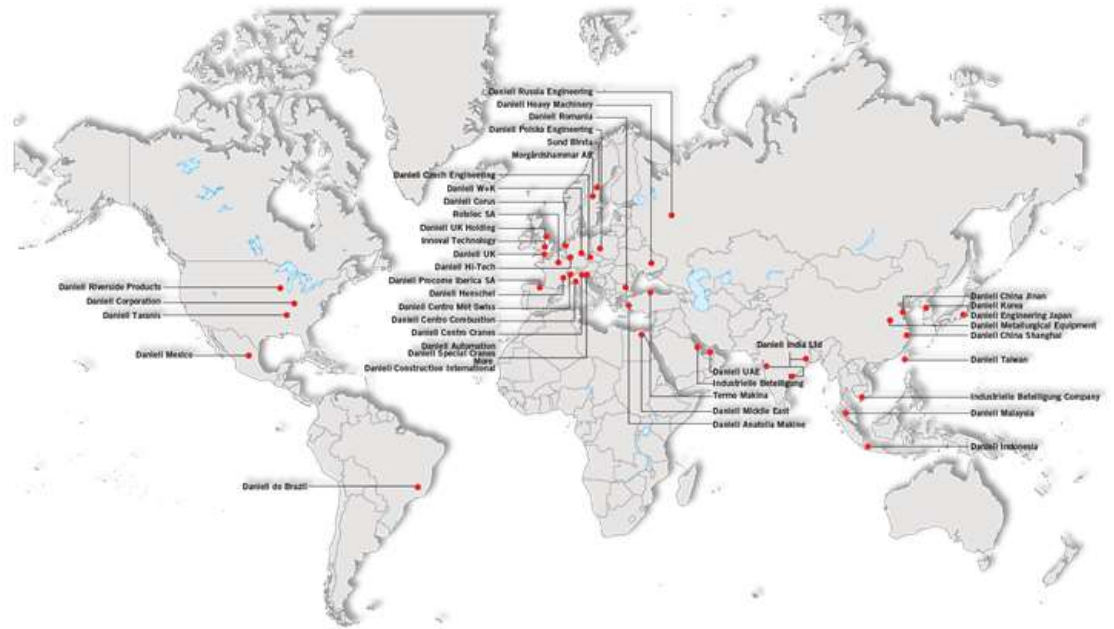 Danieli Russia Engineering
Danieli Heavy Machinery
Danieli Romania
Danieli Polska Engineering
Sund Birsta
Morgårdshammar AB
Danieli Czech Engineering
Danieli W+K
Danieli Corus
Rotelec SA
Danieli UK Holding
Innoval Technology
Danieli UK
Danieli Hi-Tech
Danieli Procome Iberica SA
Danieli Henschel
Danieli Centro Met Swiss
Danieli Centro Combustion
Danieli Centro Cranes
Danieli Automation
Danieli Special Cranes
More
Danieli Construction International
Danieli Riverside Products
Danieli Corporation
Danieli Taranis
Danieli Mexico
Danieli do Brazil
Danieli India Ltd
Danieli UAE
Industrielle Beteiligung
Termo Makina
Danieli Middle East
Danieli Anatolia Makine
Danieli China Jinan
Danieli Korea
Danieli Engineering Japan
Danieli Metallurgical Equipment
Danieli China Shanghai
Danieli Taiwan
Industrielle Beteiligung Company
Danieli Malaysia
Danieli Indonesia